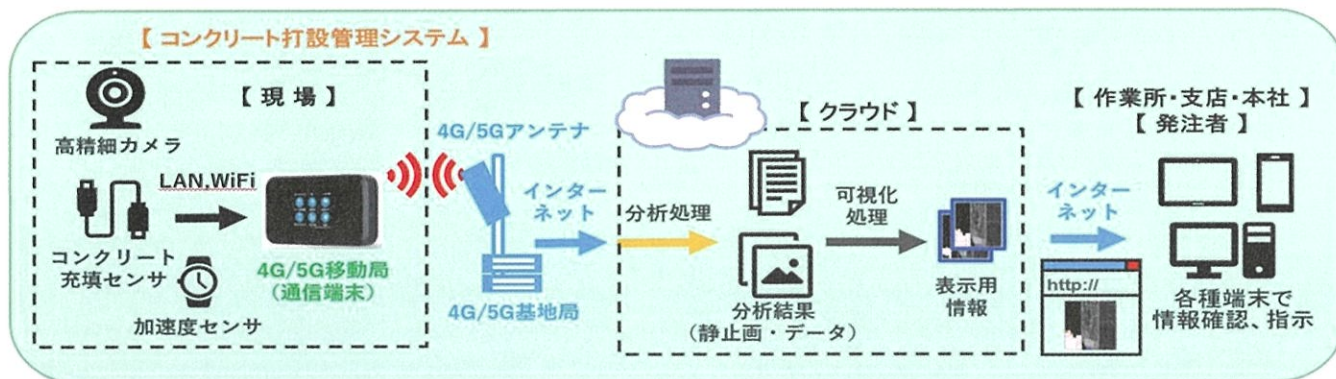 【 コンクリート打設管理システム 】
【 現 場 】
高精細カメラ
LAN,WiFi
コンクリート
充填センサ
加速度センサ
4G/5G移動局
（通信端末）
4G/5Gアンテナ
4G/5G基地局
インター
ネット
【 クラウド 】
分析処理
分析結果
（静止画・データ）
可視化
処理
表示用
情報
インター
ネット
http://
【 作業所・支店・本社 】
【 発注者 】
各種端末で
情報確認、指示